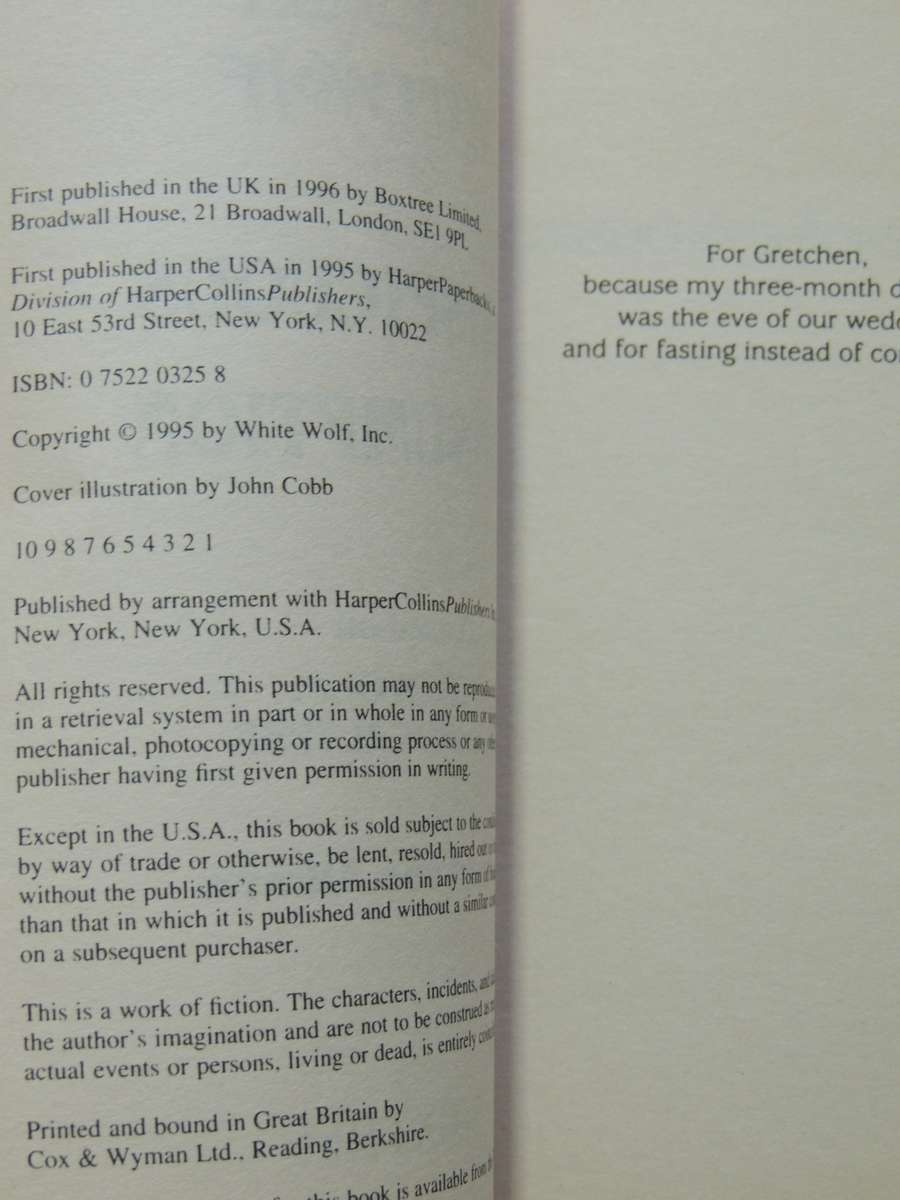 First published in the UK in 1996 by Boxtree Limited,
Broadwall House, 21 Broadwall, London, SE1 9PL
First published in the USA in 1995 by HarperPaperbacks, a
Division of HarperCollinsPublishers,
10 East 53rd Street, New York, N.Y. 10022
ISBN: 0 7522 0325 8
Copyright © 1995 by White Wolf, Inc.
Cover illustration by John Cobb
10 9 8 7 6 5 4 3 2 1
Published by arrangement with HarperCollinsPublishers
New York, New York, U.S.A.
All rights reserved. This publication may not be
in a retrieval system in part or in whole in any form or
mechanical, photocopying or recording process or any
publisher having first given permission in writing.
Except in the U.S.A., this book is sold subject to the
by way of trade or otherwise, be lent, resold, hired out
without the publisher's prior permission in any form of
than that in which it is published and without a similar
on a subsequent purchaser.
This is a work of fiction. The characters, incidents, and
the author's imagination and are not to be construed as
actual events or persons, living or dead, is entirely
Printed and bound in Great Britain by
Cox & Wyman Ltd., Reading, Berkshire.
this book is available from
For Gretchen,
because my three-month
was the eve of our
and for fasting instead of